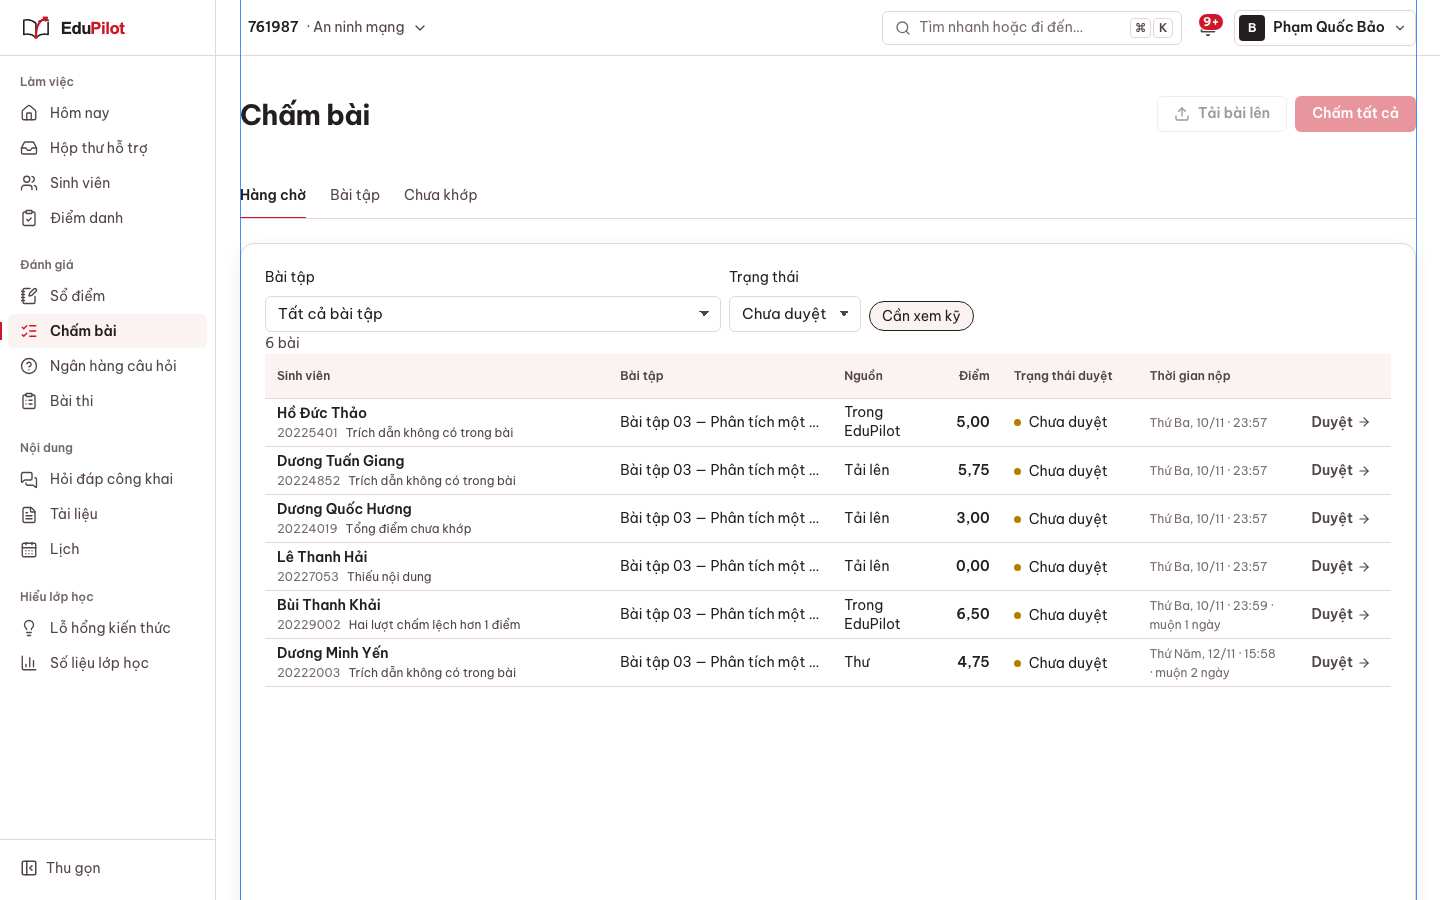 EduPilot
761987 · An ninh mạng
Tìm nhanh hoặc đi đến...
⌘ K
9+
B Phạm Quốc Bảo
Làm việc
Hôm nay
Hộp thư hỗ trợ
Sinh viên
Điểm danh
Đánh giá
Sổ điểm
Chấm bài
Ngân hàng câu hỏi
Bài thi
Nội dung
Hỏi đáp công khai
Tài liệu
Lịch
Hiểu lớp học
Lỗ hổng kiến thức
Số liệu lớp học
Thu gọn
Chấm bài
Tải bài lên
Chấm tất cả
Hàng chờ Bài tập Chưa khớp
Bài tập Trạng thái
Tất cả bài tập Chưa duyệt Cần xem kỹ
6 bài
Sinh viên Bài tập Nguồn Điểm Trạng thái duyệt Thời gian nộp
Hồ Đức Thảo
20225401 Trích dẫn không có trong bài
Bài tập 03 — Phân tích một ...
Trong
EduPilot
5,00 Chưa duyệt Thứ Ba, 10/11 · 23:57 Duyệt →
Dương Tuấn Giang
20224852 Trích dẫn không có trong bài
Bài tập 03 — Phân tích một ... Tải lên 5,75 Chưa duyệt Thứ Ba, 10/11 · 23:57 Duyệt →
Dương Quốc Hương
20224019 Tổng điểm chưa khớp
Bài tập 03 — Phân tích một ... Tải lên 3,00 Chưa duyệt Thứ Ba, 10/11 · 23:57 Duyệt →
Lê Thanh Hải
20227053 Thiếu nội dung
Bài tập 03 — Phân tích một ... Tải lên 0,00 Chưa duyệt Thứ Ba, 10/11 · 23:57 Duyệt →
Bùi Thanh Khải
20229002 Hai lượt chấm lệch hơn 1 điểm
Bài tập 03 — Phân tích một ...
Trong
EduPilot
6,50 Chưa duyệt
Thứ Ba, 10/11 · 23:59 ·
muộn 1 ngày
Duyệt →
Dương Minh Yến
20222003 Trích dẫn không có trong bài
Bài tập 03 — Phân tích một ... Thư 4,75 Chưa duyệt
Thứ Năm, 12/11 · 15:58
· muộn 2 ngày
Duyệt →